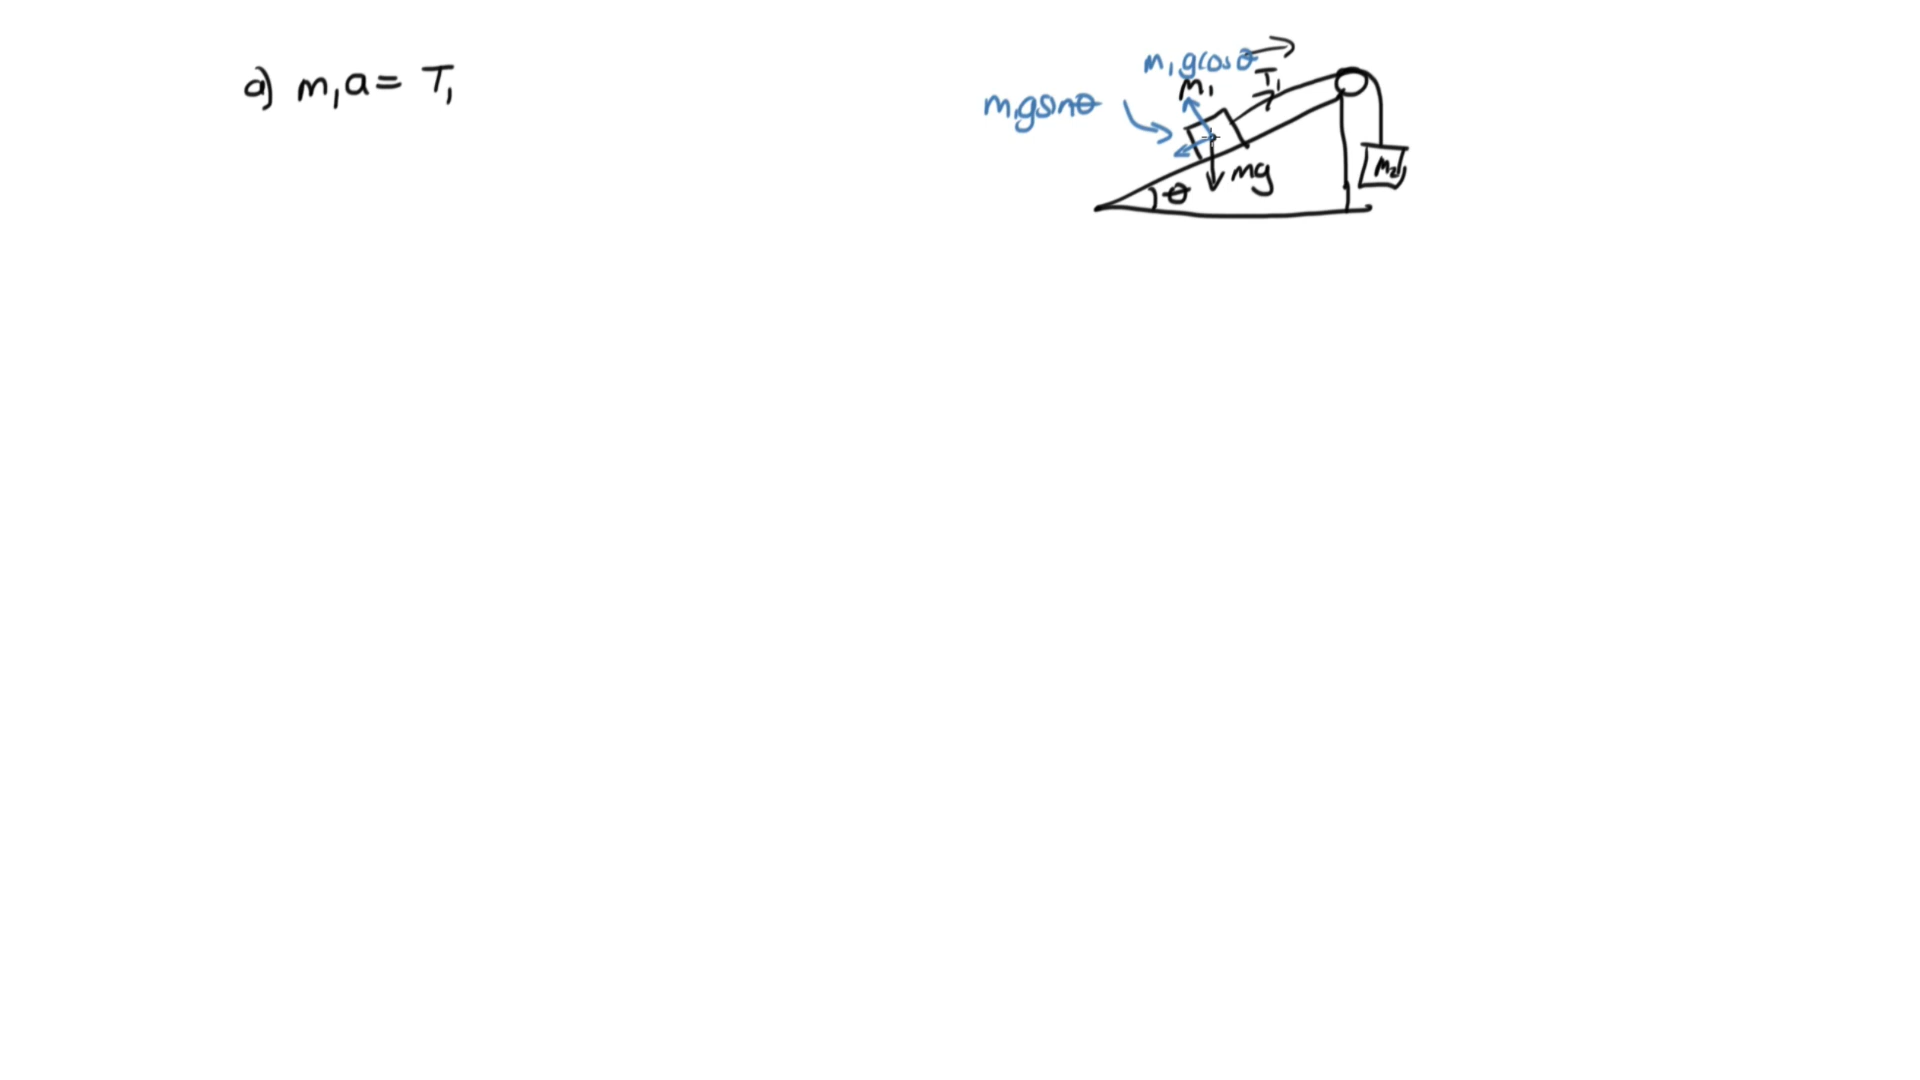 a) m₁a = T₁
m₁gcosθ
m₁
T₁
m₁gsinθ
mg
θ
m₂